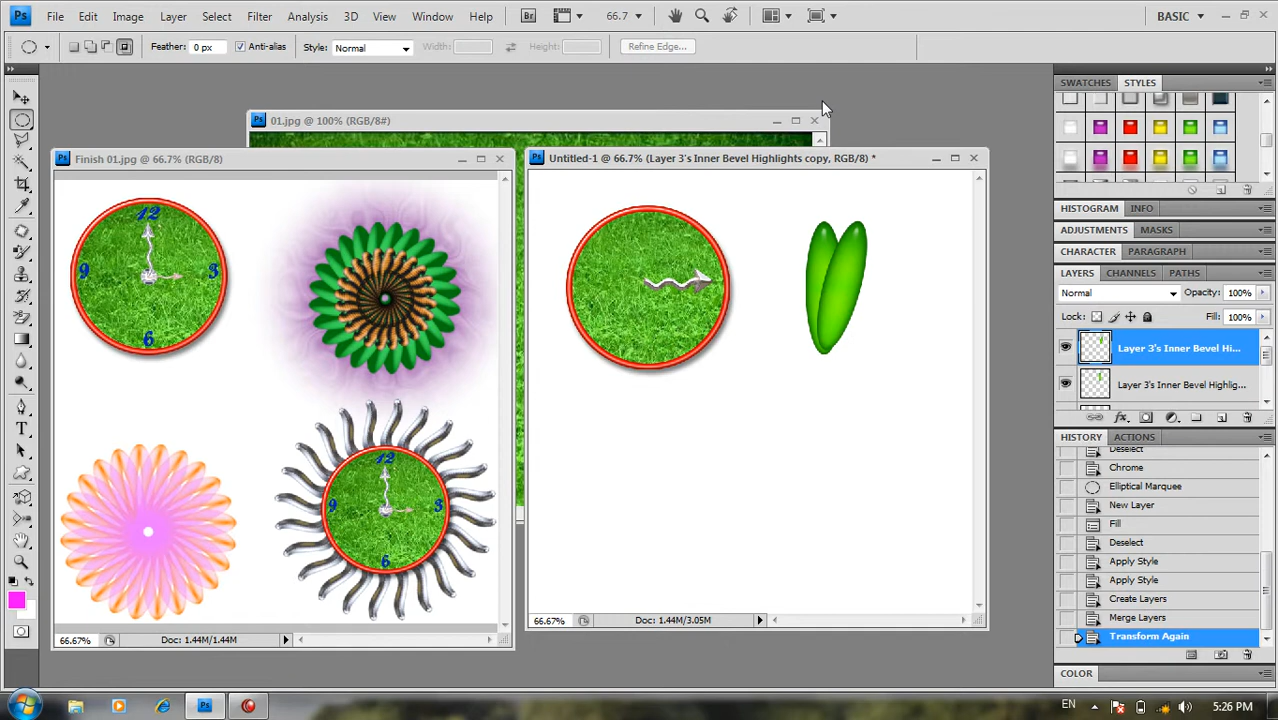 Ps File Edit Image Layer Select Filter Analysis 3D View Window Help Br 66.7 BASIC
Feather: 0 px Anti-alias Style: Normal Width: Height: Refine Edge...
SWATCHES STYLES
Ps 01.jpg @ 100% (RGB/8#)
Ps Finish 01.jpg @ 66.7% (RGB/8)
Ps Untitled-1 @ 66.7% (Layer 3's Inner Bevel Highlights copy, RGB/8) *
12
9 3
6
12
9 3
6
HISTOGRAM INFO
ADJUSTMENTS MASKS
CHARACTER PARAGRAPH
LAYERS CHANNELS PATHS
Normal Opacity: 100%
Lock: Fill: 100%
Layer 3's Inner Bevel Hi...
Layer 3's Inner Bevel Highlig...
HISTORY ACTIONS
Deselect
Chrome
Elliptical Marquee
New Layer
Fill
Deselect
Apply Style
Apply Style
Create Layers
Merge Layers
Transform Again
COLOR
66.67% Doc: 1.44M/1.44M
66.67% Doc: 1.44M/3.05M
Ps EN 5:26 PM